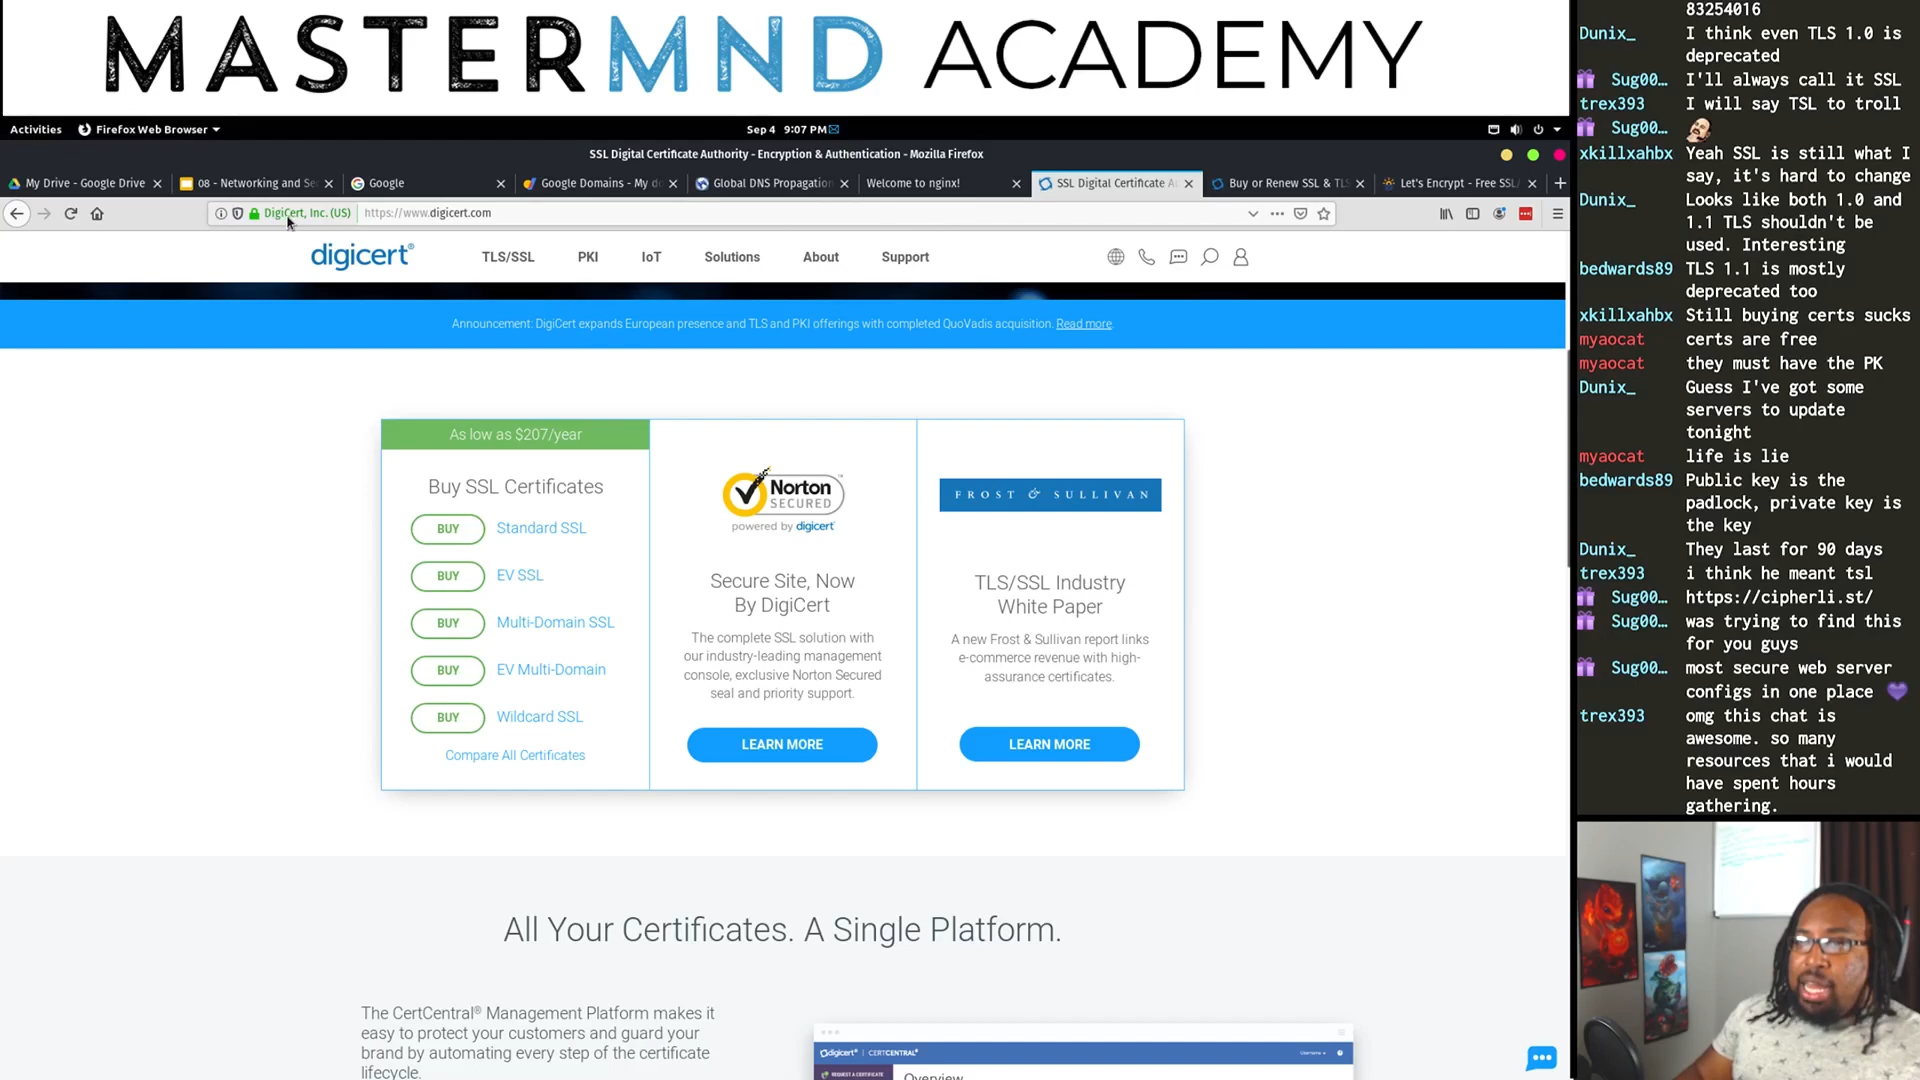 MASTERMND ACADEMY
Activities
Firefox Web Browser
Sep 4 9:07 PM
SSL Digital Certificate Authority - Encryption & Authentication - Mozilla Firefox
My Drive - Google Drive
08 - Networking and Se
Google
Google Domains - My d
Global DNS Propagation
Welcome to nginx!
SSL Digital Certificate A
Buy or Renew SSL & TLS
Let's Encrypt - Free SSL/
DigiCert, Inc. (US)
https://www.digicert.com
digicert®
TLS/SSL
PKI
IoT
Solutions
About
Support
Announcement: DigiCert expands European presence and TLS and PKI offerings with completed QuoVadis acquisition. Read more.
As low as $207/year
Buy SSL Certificates
BUY Standard SSL
BUY EV SSL
BUY Multi-Domain SSL
BUY EV Multi-Domain
BUY Wildcard SSL
Compare All Certificates
Norton
SECURED
powered by digicert
Secure Site, Now
By DigiCert
The complete SSL solution with
our industry-leading management
console, exclusive Norton Secured
seal and priority support.
LEARN MORE
FROST & SULLIVAN
TLS/SSL Industry
White Paper
A new Frost & Sullivan report links
e-commerce revenue with high-
assurance certificates.
LEARN MORE
All Your Certificates. A Single Platform.
The CertCentral® Management Platform makes it
easy to protect your customers and guard your
brand by automating every step of the certificate
lifecycle.
digicert® | CERTCENTRAL®
REQUEST A CERTIFICATE
Overview
83254016
Dunix_ I think even TLS 1.0 is
deprecated
Sug00... I'll always call it SSL
trex393 I will say TSL to troll
Sug00...
xkillxahbx Yeah SSL is still what I
say, it's hard to change
Dunix_ Looks like both 1.0 and
1.1 TLS shouldn't be
used. Interesting
bedwards89 TLS 1.1 is mostly
deprecated too
xkillxahbx Still buying certs sucks
myaocat certs are free
myaocat they must have the PK
Dunix_ Guess I've got some
servers to update
tonight
myaocat life is lie
bedwards89 Public key is the
padlock, private key is
the key
Dunix_ They last for 90 days
trex393 i think he meant tsl
Sug00... https://cipherli.st/
Sug00... was trying to find this
for you guys
Sug00... most secure web server
configs in one place
trex393 omg this chat is
awesome. so many
resources that i would
have spent hours
gathering.